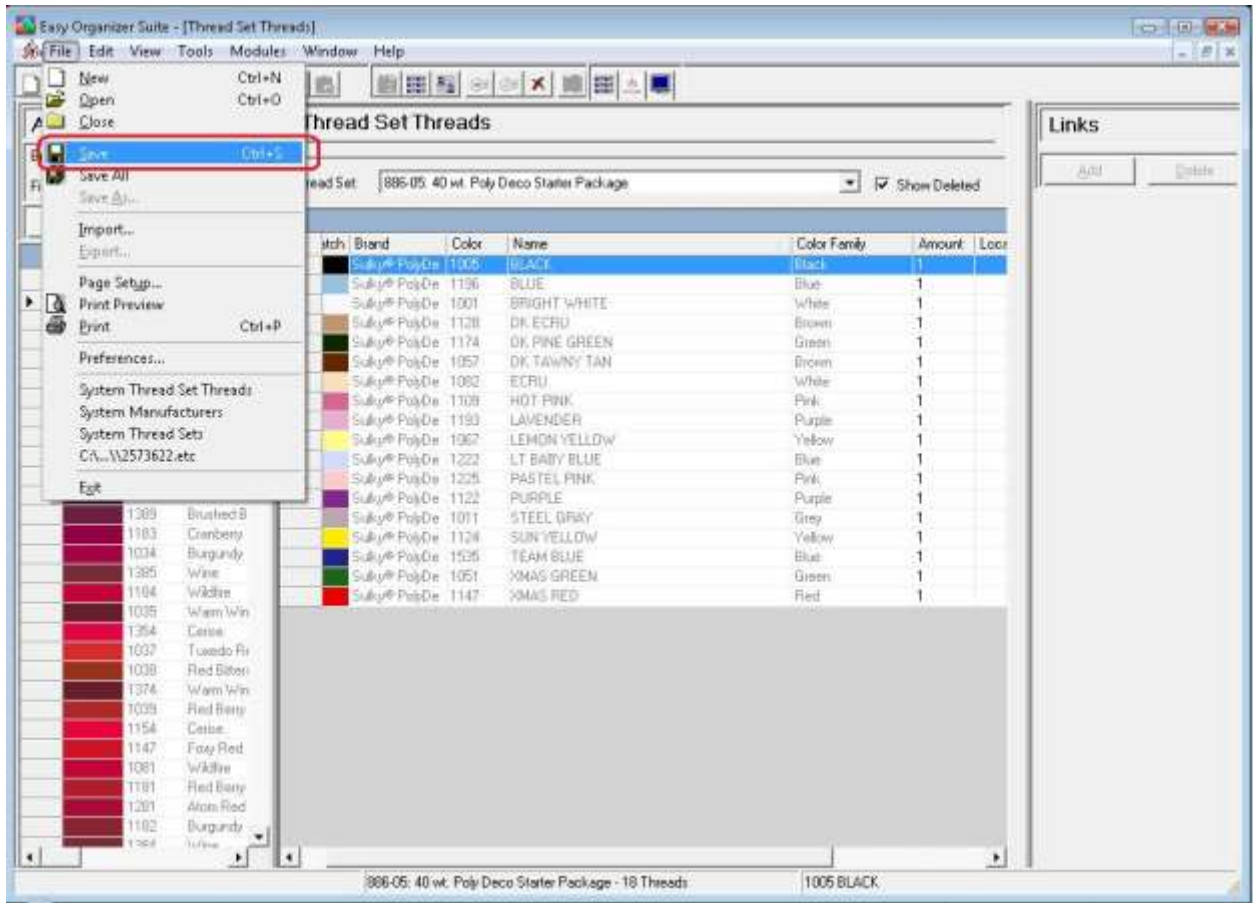 Easy Organizer Suite - [Thread Set Threads]
File Edit View Tools Modules Window Help
New Ctrl+N
Open Ctrl+O
Close
Save Ctrl+S
Save All
Save As...
Import...
Export...
Page Setup...
Print Preview
Print Ctrl+P
Preferences...
System Thread Set Threads
System Manufacturers
System Thread Sets
C:\...\\2573622.etc
Exit
Thread Set Threads
read Set 886-05: 40 wt. Poly Deco Starter Package Show Deleted
Links
Add Delete
atch Brand Color Name Color Family Amount Loca
Sulky® PolyDe 1005 BLACK Black 1
Sulky® PolyDe 1196 BLUE Blue 1
Sulky® PolyDe 1001 BRIGHT WHITE White 1
Sulky® PolyDe 1128 DK ECRU Brown 1
Sulky® PolyDe 1174 DK PINE GREEN Green 1
Sulky® PolyDe 1057 DK TAWNY TAN Brown 1
Sulky® PolyDe 1082 ECRU White 1
Sulky® PolyDe 1109 HOT PINK Pink 1
Sulky® PolyDe 1193 LAVENDER Purple 1
Sulky® PolyDe 1067 LEMON YELLOW Yellow 1
Sulky® PolyDe 1222 LT BABY BLUE Blue 1
Sulky® PolyDe 1225 PASTEL PINK Pink 1
Sulky® PolyDe 1122 PURPLE Purple 1
Sulky® PolyDe 1011 STEEL GRAY Grey 1
Sulky® PolyDe 1124 SUN YELLOW Yellow 1
Sulky® PolyDe 1535 TEAM BLUE Blue 1
Sulky® PolyDe 1051 XMAS GREEN Green 1
Sulky® PolyDe 1147 XMAS RED Red 1
1389 Brushed B
1183 Cranberry
1034 Burgundy
1385 Wine
1184 Wildfire
1035 Warm Win
1354 Cerise
1037 Tuxedo Re
1038 Red Bitter
1374 Warm Win
1039 Red Berry
1154 Cerise
1147 Foxy Red
1081 Wildfire
1181 Red Berry
1281 Atom Red
1182 Burgundy
1384 Wine
886-05: 40 wt. Poly Deco Starter Package - 18 Threads 1005 BLACK